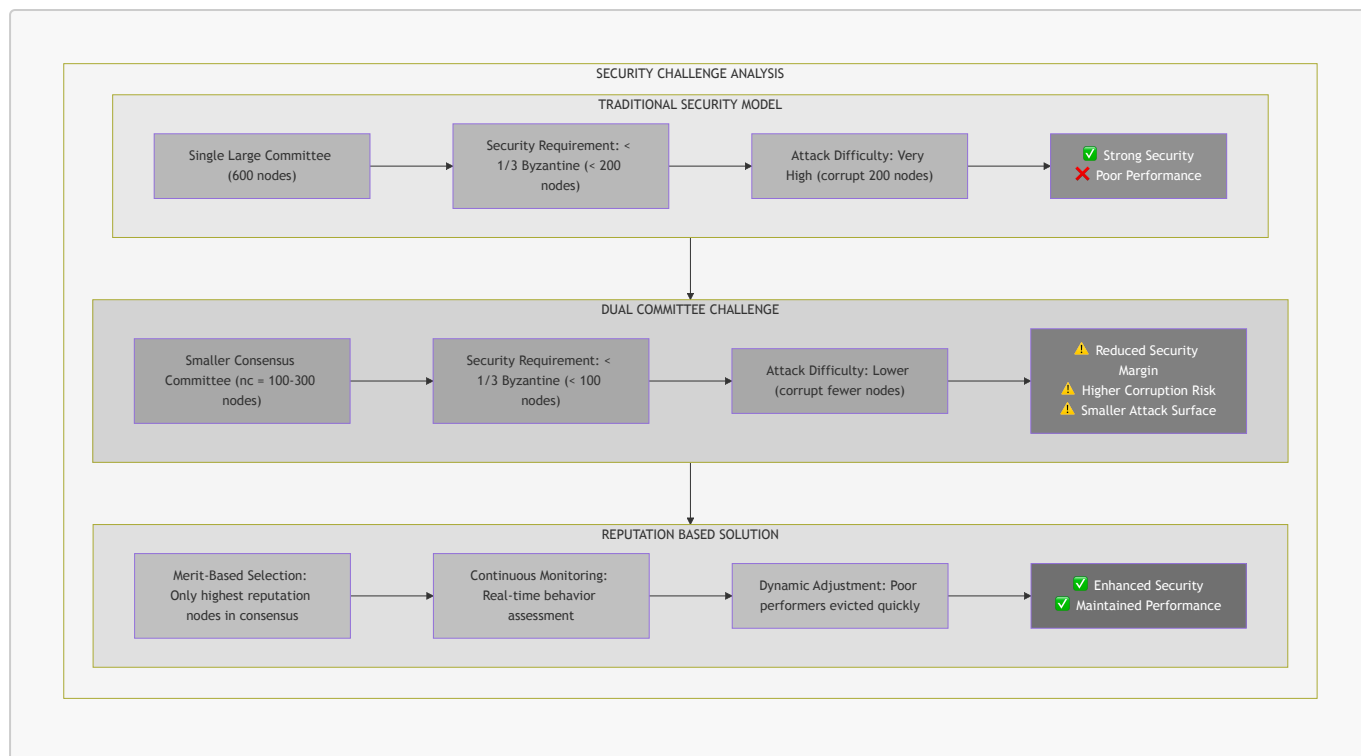 SECURITY CHALLENGE ANALYSIS
TRADITIONAL SECURITY MODEL
Single Large Committee
(600 nodes)
Security Requirement: <
1/3 Byzantine (< 200
nodes)
Attack Difficulty: Very
High (corrupt 200 nodes)
✅ Strong Security
❌ Poor Performance
DUAL COMMITTEE CHALLENGE
Smaller Consensus
Committee (nc = 100-300
nodes)
Security Requirement: <
1/3 Byzantine (< 100
nodes)
Attack Difficulty: Lower
(corrupt fewer nodes)
⚠️ Reduced Security
Margin
⚠️ Higher Corruption Risk
⚠️ Smaller Attack Surface
REPUTATION BASED SOLUTION
Merit-Based Selection:
Only highest reputation
nodes in consensus
Continuous Monitoring:
Real-time behavior
assessment
Dynamic Adjustment: Poor
performers evicted quickly
✅ Enhanced Security
✅ Maintained Performance